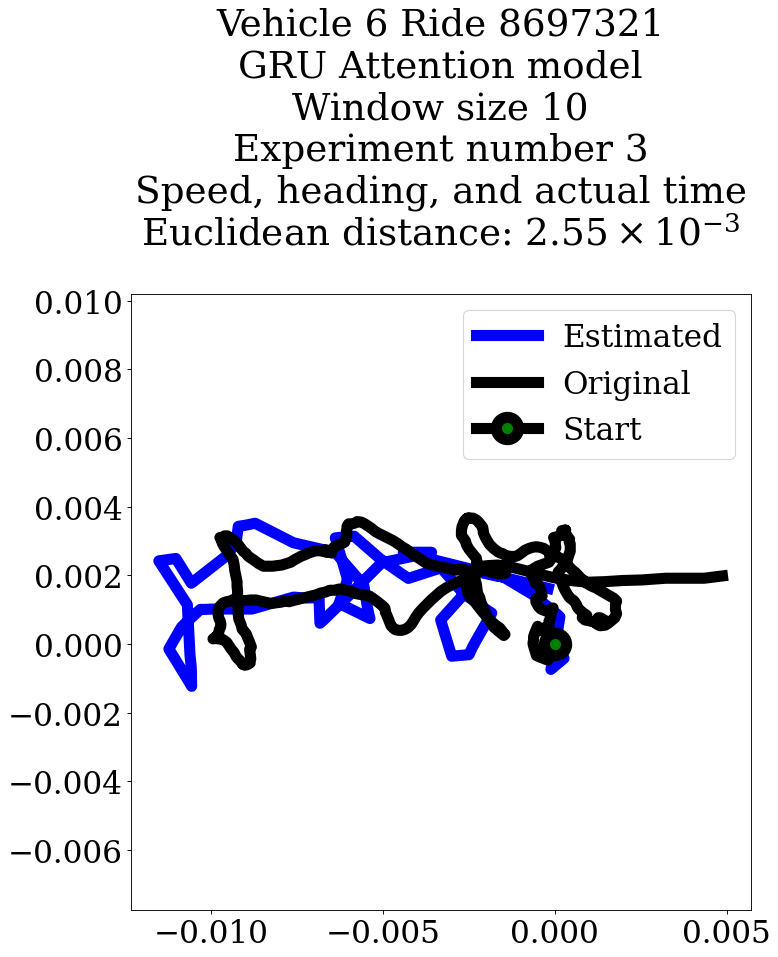 Vehicle 6 Ride 8697321
GRU Attention model
Window size 10
Experiment number 3
Speed, heading, and actual time
Euclidean distance: 2.55 × 10⁻³
Estimated
Original
Start
0.010
0.008
0.006
0.004
0.002
0.000
−0.002
−0.004
−0.006
−0.010 −0.005 0.000 0.005